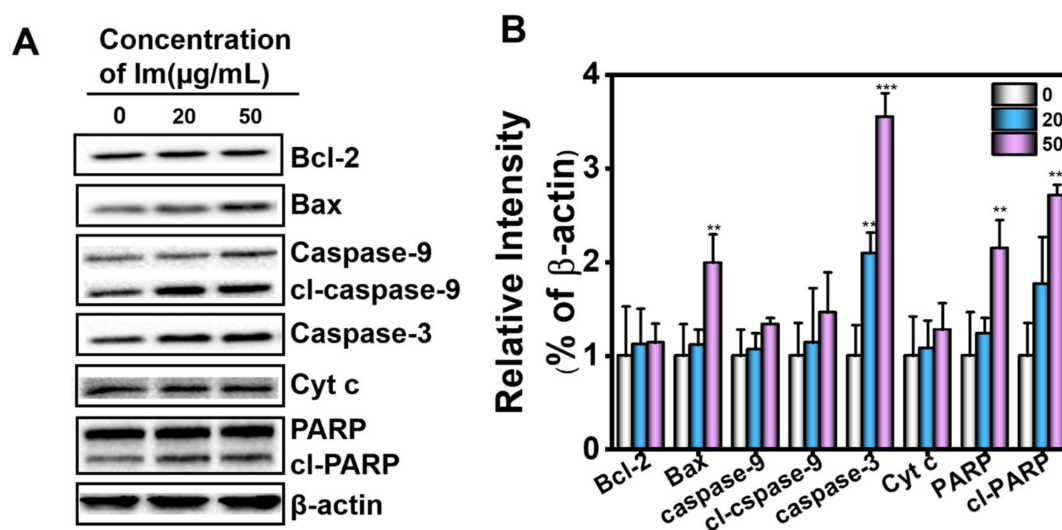 A
Concentration
of Im(µg/mL)
0 20 50
Bcl-2
Bax
Caspase-9
cl-caspase-9
Caspase-3
Cyt c
PARP
cl-PARP
β-actin
B
Relative Intensity
(% of β-actin)
4
3
2
1
0
0
20
50
**
**
***
**
**
Bcl-2
Bax
caspase-9
cl-cspase-9
caspase-3
Cyt c
PARP
cl-PARP